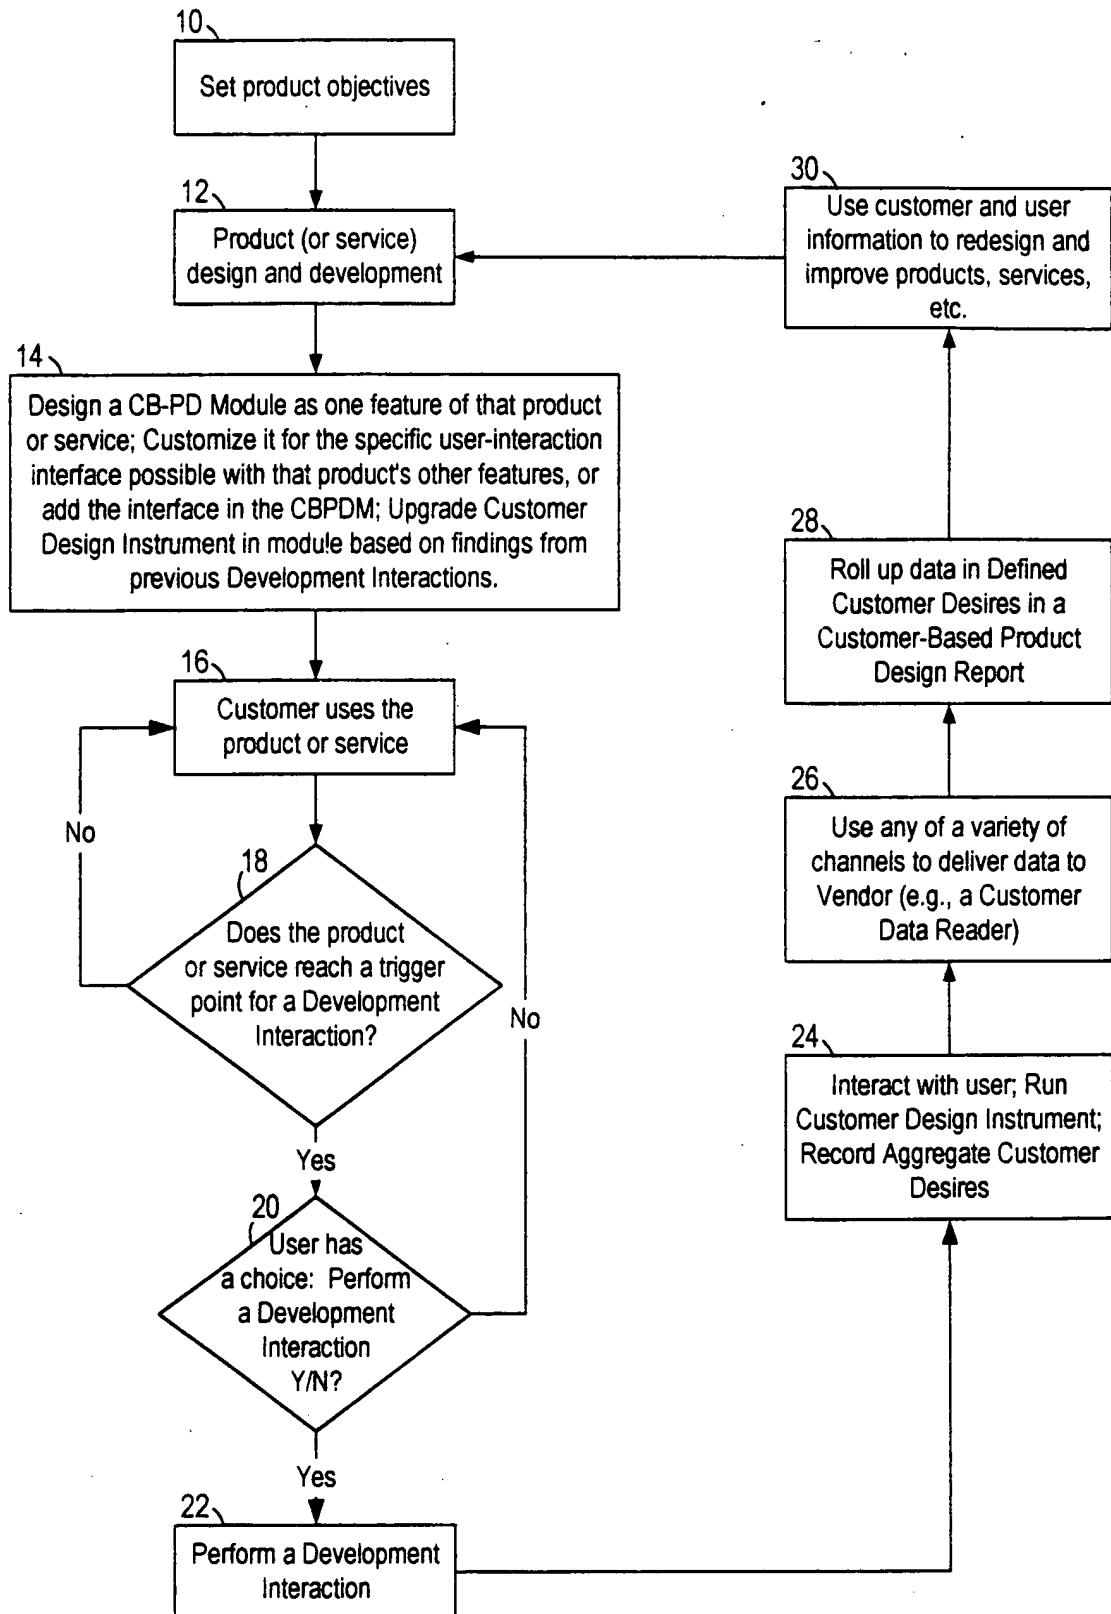 10
Set product objectives
12
Product (or service)
design and development
14
Design a CB-PD Module as one feature of that product
or service; Customize it for the specific user-interaction
interface possible with that product's other features, or
add the interface in the CBPDM; Upgrade Customer
Design Instrument in module based on findings from
previous Development Interactions.
16
Customer uses the
product or service
No
18
Does the product
or service reach a trigger
point for a Development
Interaction?
No
Yes
20
User has
a choice: Perform
a Development
Interaction
Y/N?
Yes
22
Perform a Development
Interaction
24
Interact with user; Run
Customer Design Instrument;
Record Aggregate Customer
Desires
26
Use any of a variety of
channels to deliver data to
Vendor (e.g., a Customer
Data Reader)
28
Roll up data in Defined
Customer Desires in a
Customer-Based Product
Design Report
30
Use customer and user
information to redesign and
improve products, services,
etc.